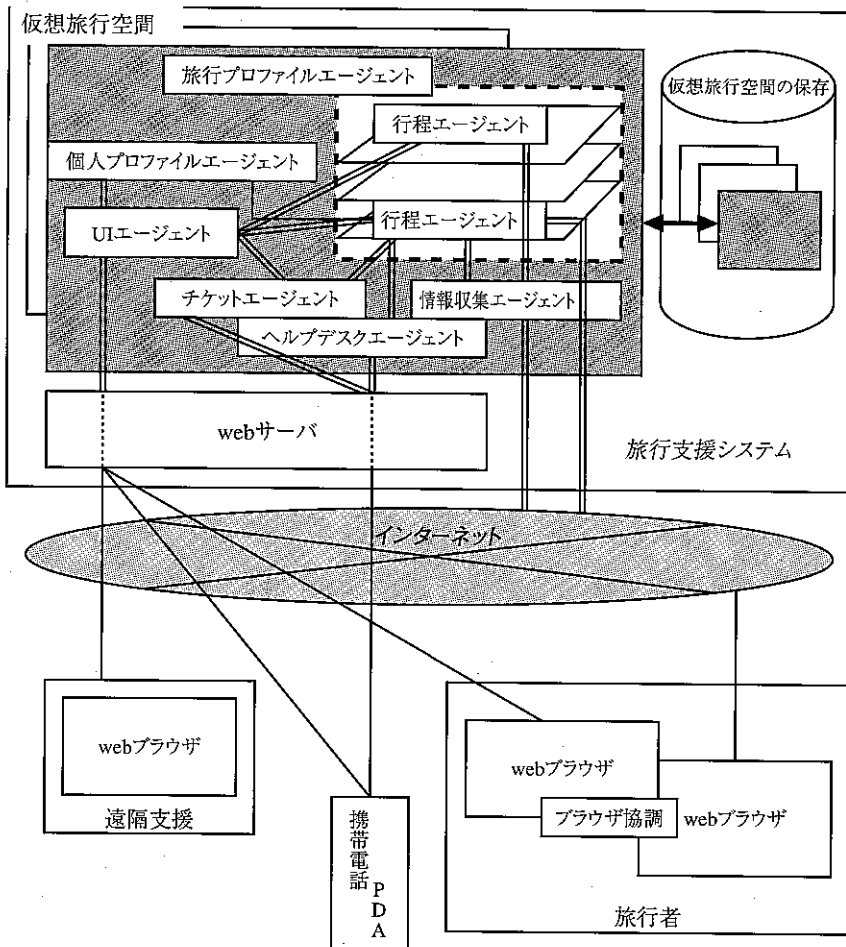 仮想旅行空間
旅行プロファイルエージェント
仮想旅行空間の保存
行程エージェント
個人プロファイルエージェント
行程エージェント
UIエージェント
チケットエージェント
情報収集エージェント
ヘルプデスクエージェント
webサーバ
旅行支援システム
インターネット
webブラウザ
遠隔支援
携帯電話
PDA
webブラウザ
ブラウザ協調
webブラウザ
旅行者